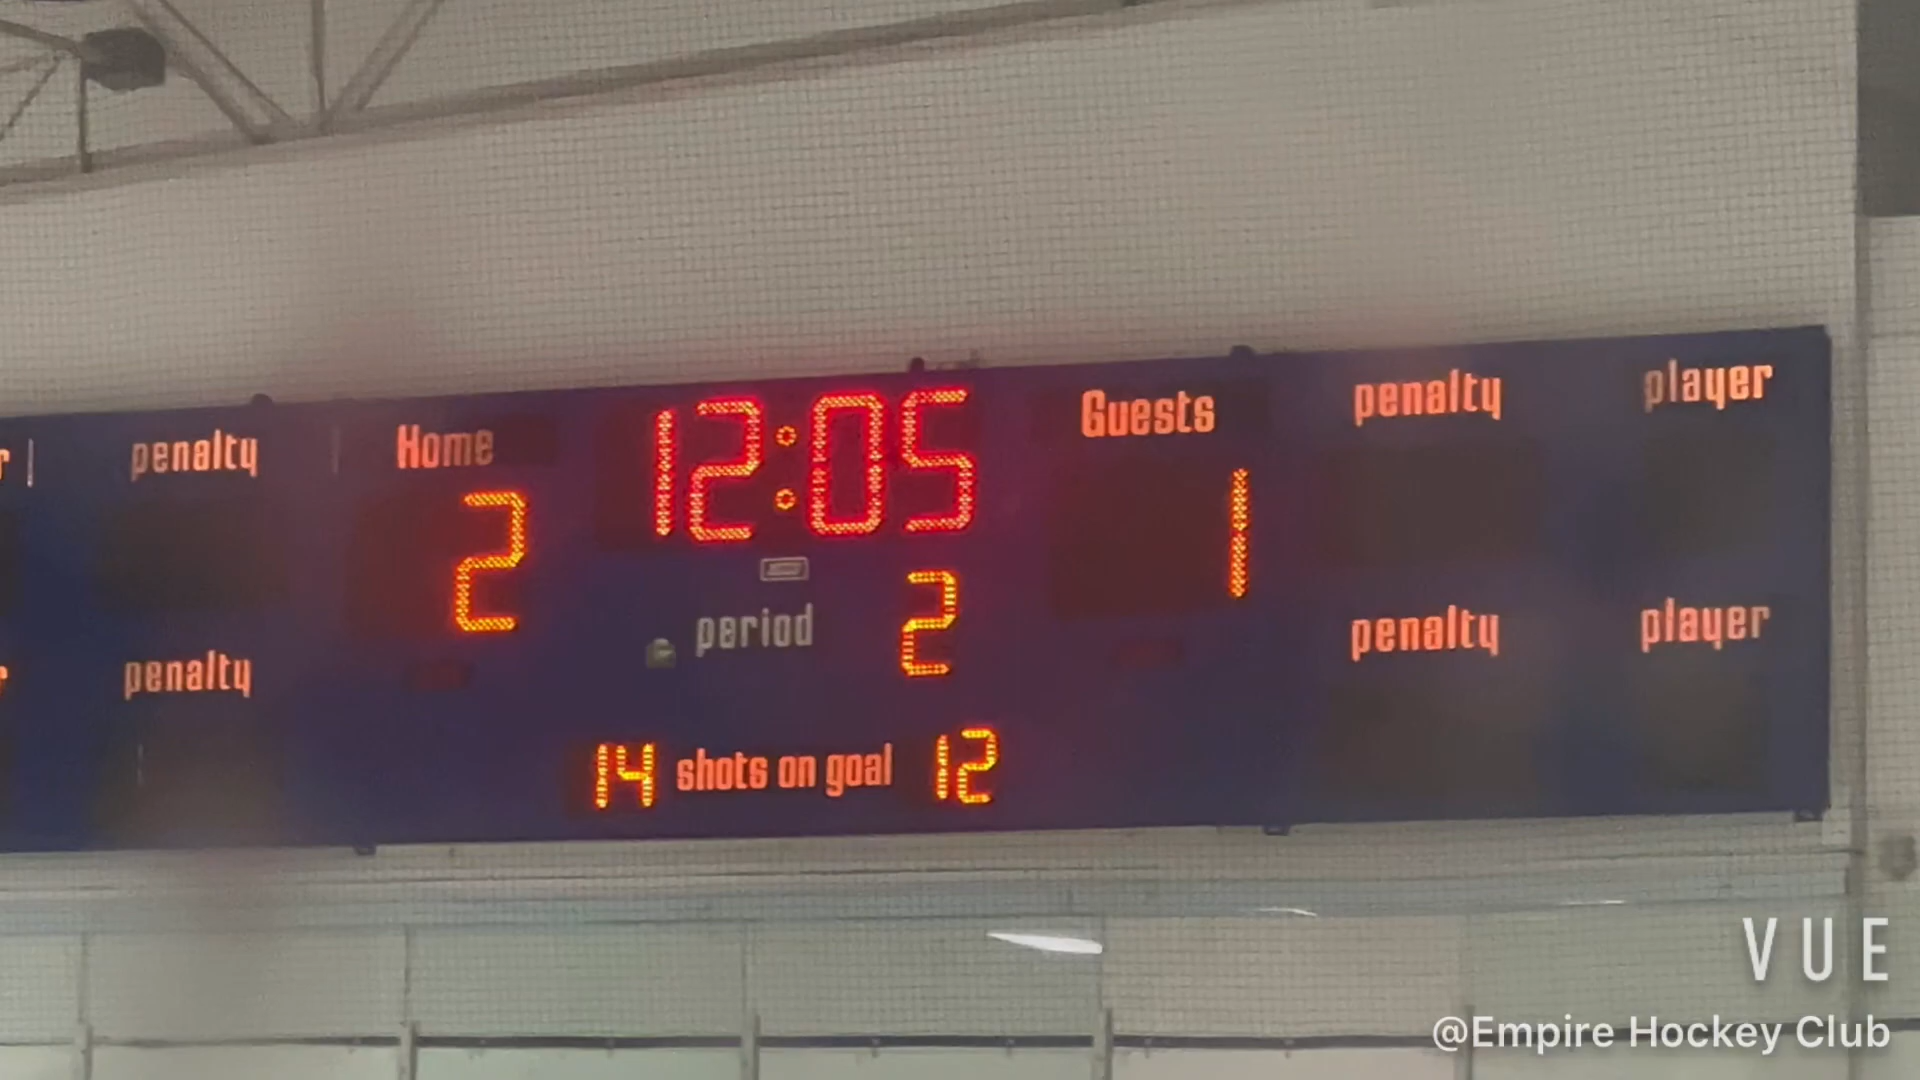 penalty Home 12:05 Guests penalty player
2 1
period 2
penalty penalty player
14 shots on goal 12
VUE
@Empire Hockey Club